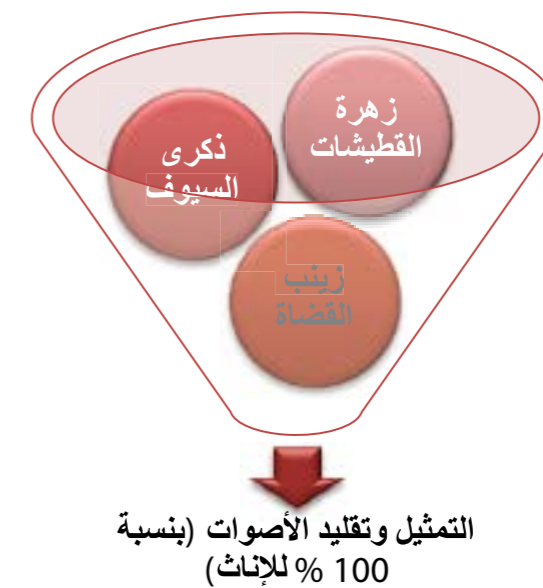 زهرة
القطيشات
ذكرى
السيوف
زينب
القضاة
التمثيل وتقليد الأصوات (بنسبة
100 % للإناث)